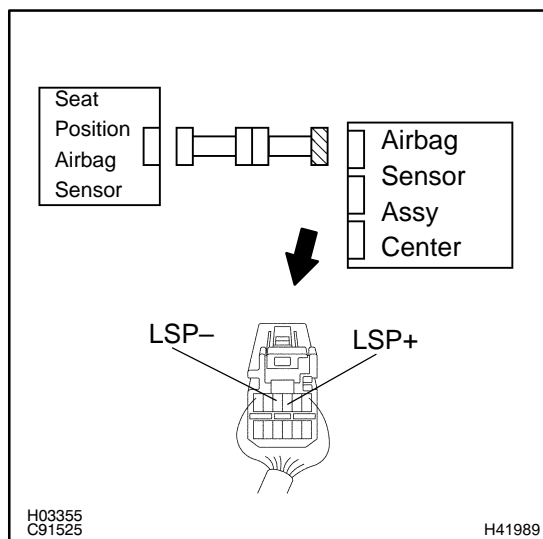 Seat
Position
Airbag
Sensor
Airbag
Sensor
Assy
Center
LSP–
LSP+
H03355
C91525
H41989